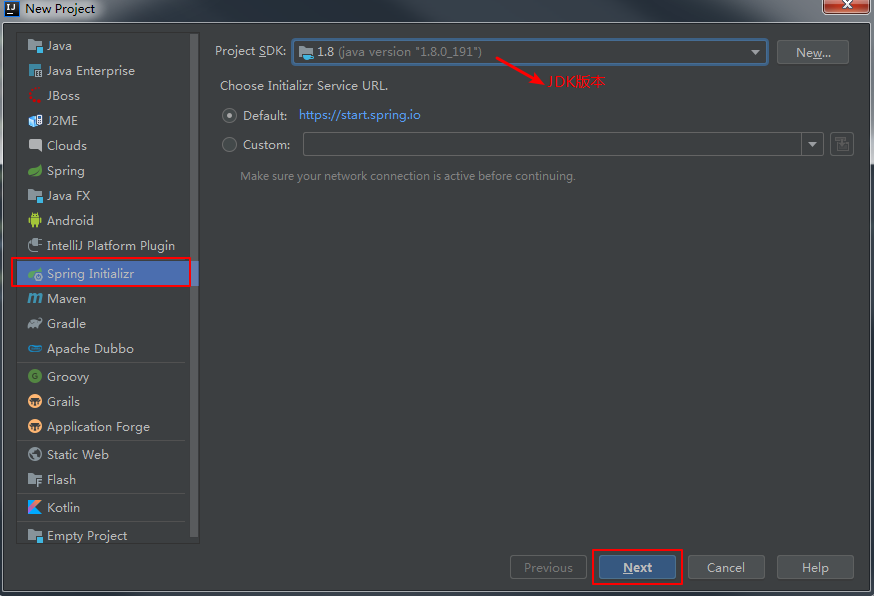 New Project
Java
Java Enterprise
JBoss
J2ME
Clouds
Spring
Java FX
Android
IntelliJ Platform Plugin
Spring Initializr
Maven
Gradle
Apache Dubbo
Groovy
Grails
Application Forge
Static Web
Flash
Kotlin
Empty Project
Project SDK: 1.8 (java version "1.8.0_191") New...
JDK版本
Choose Initializr Service URL.
Default: https://start.spring.io
Custom:
Make sure your network connection is active before continuing.
Previous Next Cancel Help